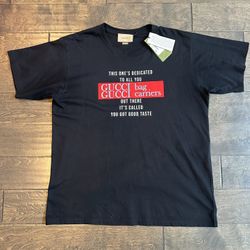 THIS ONE'S DEDICATED
TO ALL YOU
GUCCI
GUCCI
bag
carriers
OUT THERE
IT'S CALLED
YOU GOT GOOD TASTE